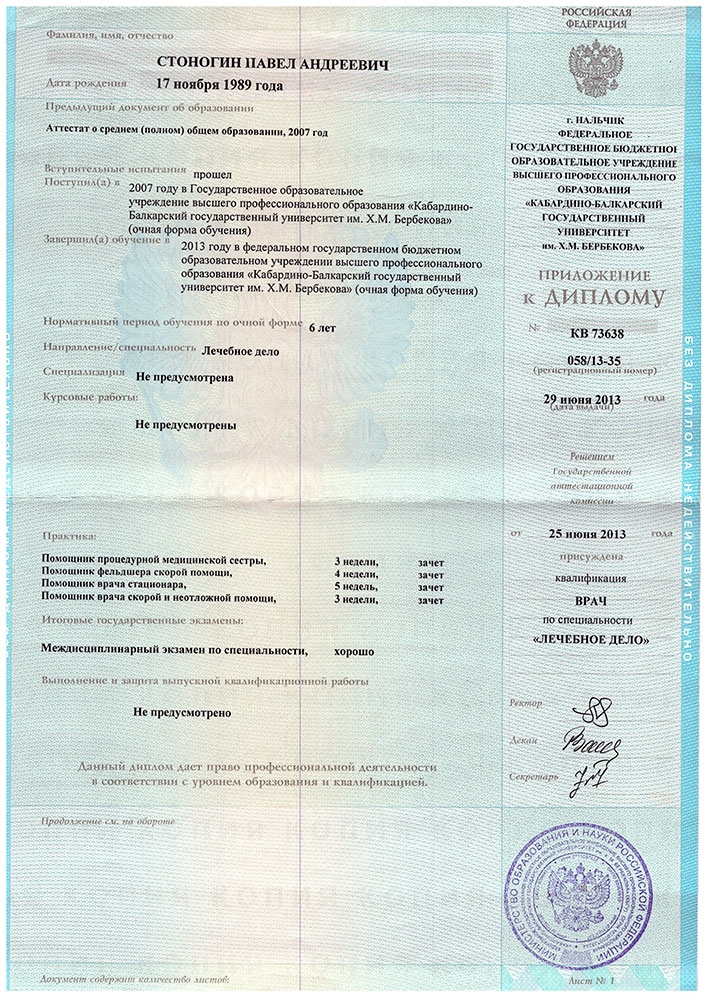 Фамилия, имя, отчество
СТОНОГИН ПАВЕЛ АНДРЕЕВИЧ
Дата рождения 17 ноября 1989 года
Предыдущий документ об образовании
Аттестат о среднем (полном) общем образовании, 2007 год
Вступительные испытания прошел
Поступил(а) в 2007 году в Государственное образовательное
учреждение высшего профессионального образования «Кабардино-
Балкарский государственный университет им. Х.М. Бербекова»
(очная форма обучения)
Завершил(а) обучение в 2013 году в федеральном государственном бюджетном
образовательном учреждении высшего профессионального
образования «Кабардино-Балкарский государственный
университет им. Х.М. Бербекова» (очная форма обучения)
Нормативный период обучения по очной форме 6 лет
Направление/специальность Лечебное дело
Специализация Не предусмотрена
Курсовые работы:
Не предусмотрены
Практика:
Помощник процедурной медицинской сестры, 3 недели, зачет
Помощник фельдшера скорой помощи, 4 недели, зачет
Помощник врача стационара, 5 недель, зачет
Помощник врача скорой и неотложной помощи, 3 недели, зачет
Итоговые государственные экзамены:
Междисциплинарный экзамен по специальности, хорошо
Выполнение и защита выпускной квалификационной работы
Не предусмотрено
Данный диплом дает право профессиональной деятельности
в соответствии с уровнем образования и квалификацией.
Продолжение см. на обороте
Документ содержит количество листов:
РОССИЙСКАЯ
ФЕДЕРАЦИЯ
г. НАЛЬЧИК
ФЕДЕРАЛЬНОЕ
ГОСУДАРСТВЕННОЕ БЮДЖЕТНОЕ
ОБРАЗОВАТЕЛЬНОЕ УЧРЕЖДЕНИЕ
ВЫСШЕГО ПРОФЕССИОНАЛЬНОГО
ОБРАЗОВАНИЯ
«КАБАРДИНО-БАЛКАРСКИЙ
ГОСУДАРСТВЕННЫЙ
УНИВЕРСИТЕТ
им. Х.М. БЕРБЕКОВА»
ПРИЛОЖЕНИЕ
к ДИПЛОМУ
№ КВ 73638
058/13-35
(регистрационный номер)
29 июня 2013 года
(дата выдачи)
Решением
Государственной
аттестационной
комиссии
от 25 июня 2013 года
присуждена
квалификация
ВРАЧ
по специальности
«ЛЕЧЕБНОЕ ДЕЛО»
Ректор
Декан
Секретарь
МИНИСТЕРСТВО ОБРАЗОВАНИЯ И НАУКИ РОССИЙСКОЙ ФЕДЕРАЦИИ
Лист № 1
БЕЗ ДИПЛОМА НЕДЕЙСТВИТЕЛЬНО